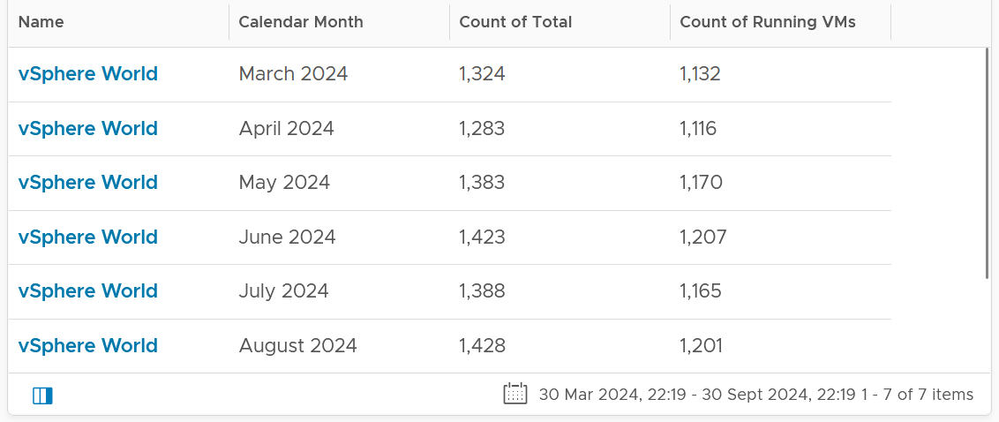 Name Calendar Month Count of Total Count of Running VMs
vSphere World March 2024 1,324 1,132
vSphere World April 2024 1,283 1,116
vSphere World May 2024 1,383 1,170
vSphere World June 2024 1,423 1,207
vSphere World July 2024 1,388 1,165
vSphere World August 2024 1,428 1,201
30 Mar 2024, 22:19 - 30 Sept 2024, 22:19 1 - 7 of 7 items